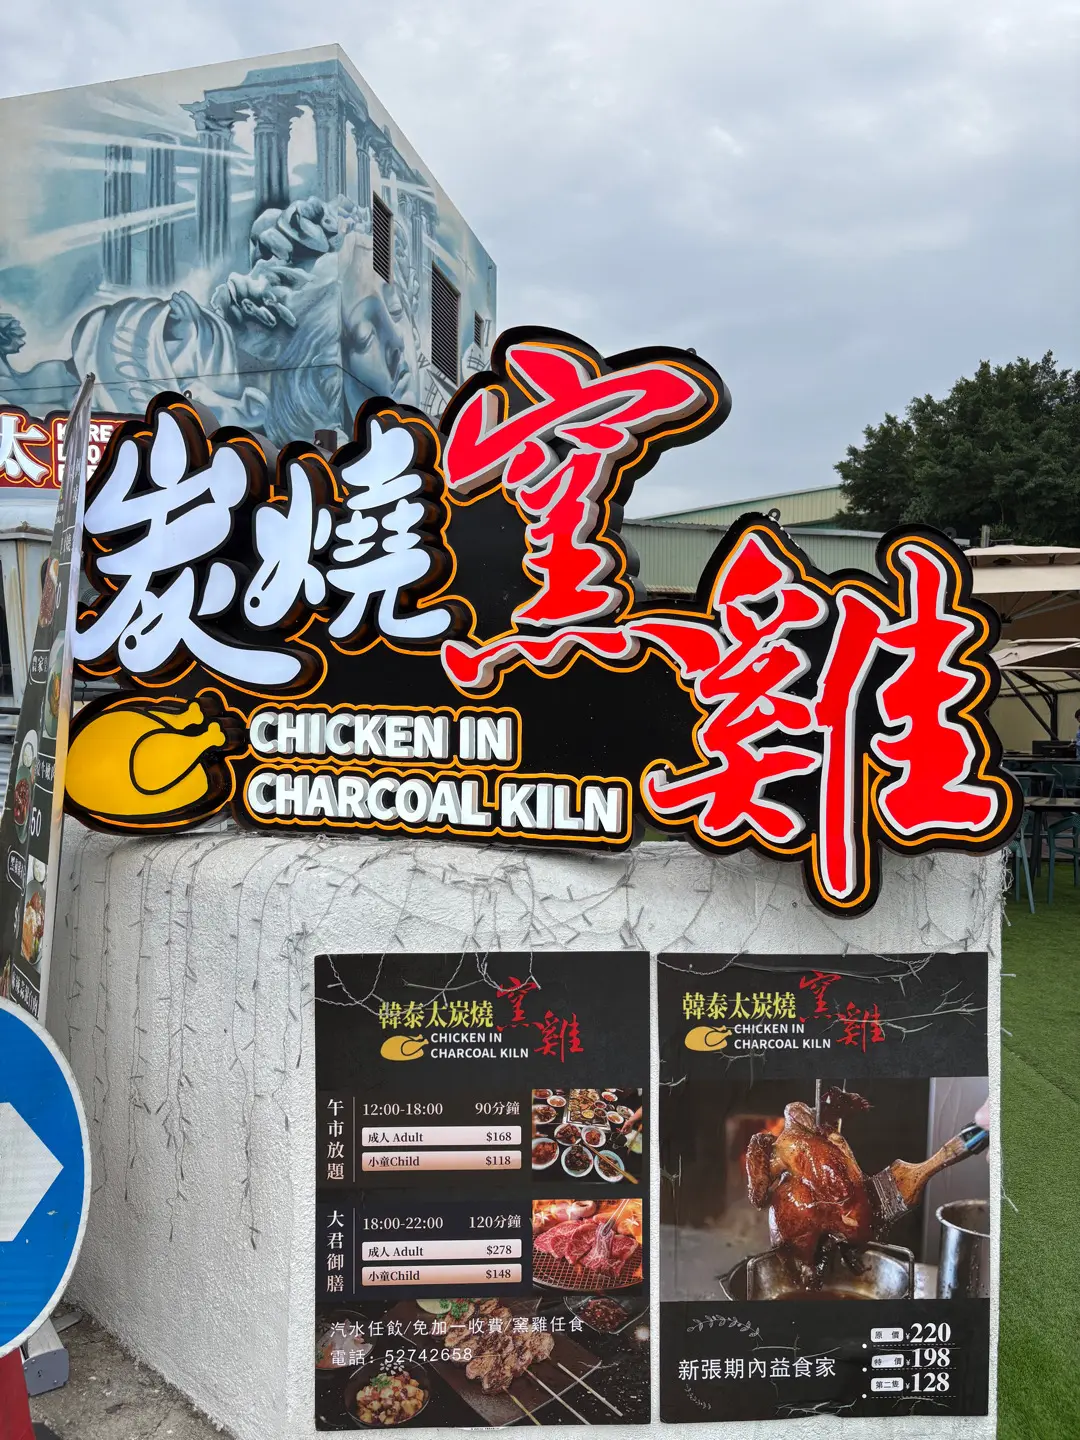 太
炭燒窯雞
CHICKEN IN
CHARCOAL KILN
50
韓泰太炭燒窯雞
CHICKEN IN
CHARCOAL KILN
午市放題
12:00-18:00 90分鐘
成人 Adult $168
小童Child $118
大君御膳
18:00-22:00 120分鐘
成人 Adult $278
小童Child $148
汽水任飲/免加一收費/窯雞任食
電話：52742658
韓泰太炭燒窯雞
CHICKEN IN
CHARCOAL KILN
新張期內益食家
原價 ¥220
特價 ¥198
第二隻 ¥128